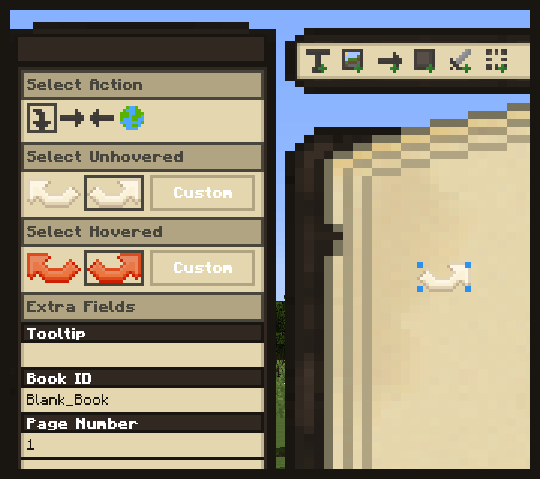 Select Action
Select Unhovered
Custom
Select Hovered
Custom
Extra Fields
Tooltip
Book ID
Blank_Book
Page Number
1